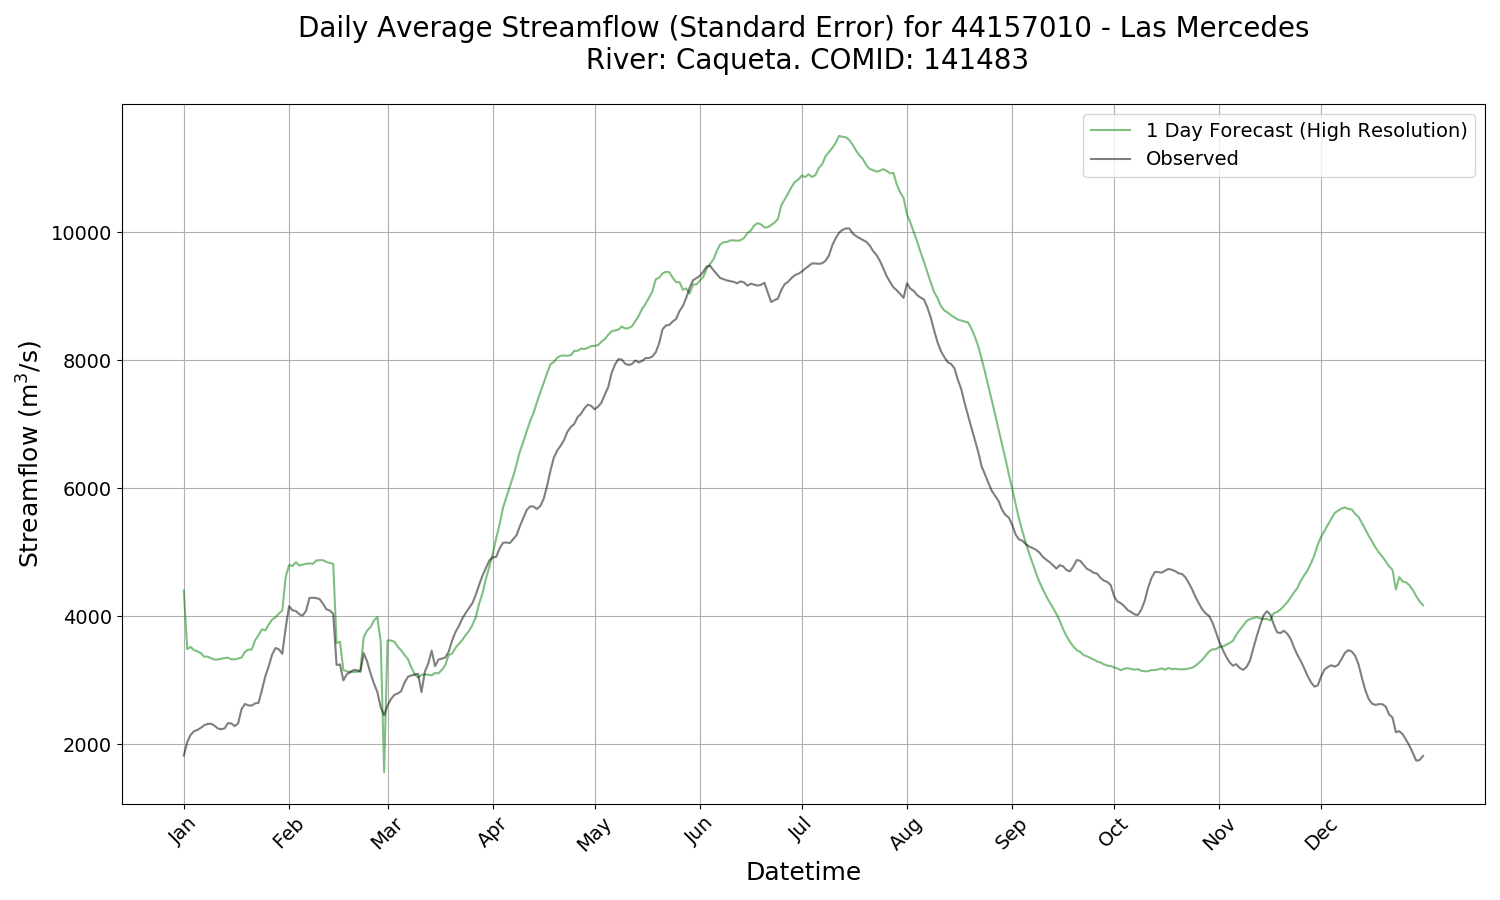 Daily Average Streamflow (Standard Error) for 44157010 - Las Mercedes
River: Caqueta. COMID: 141483
1 Day Forecast (High Resolution)
Observed
Streamflow (m³/s)
10000
8000
6000
4000
2000
Jan
Feb
Mar
Apr
May
Jun
Jul
Aug
Sep
Oct
Nov
Dec
Datetime